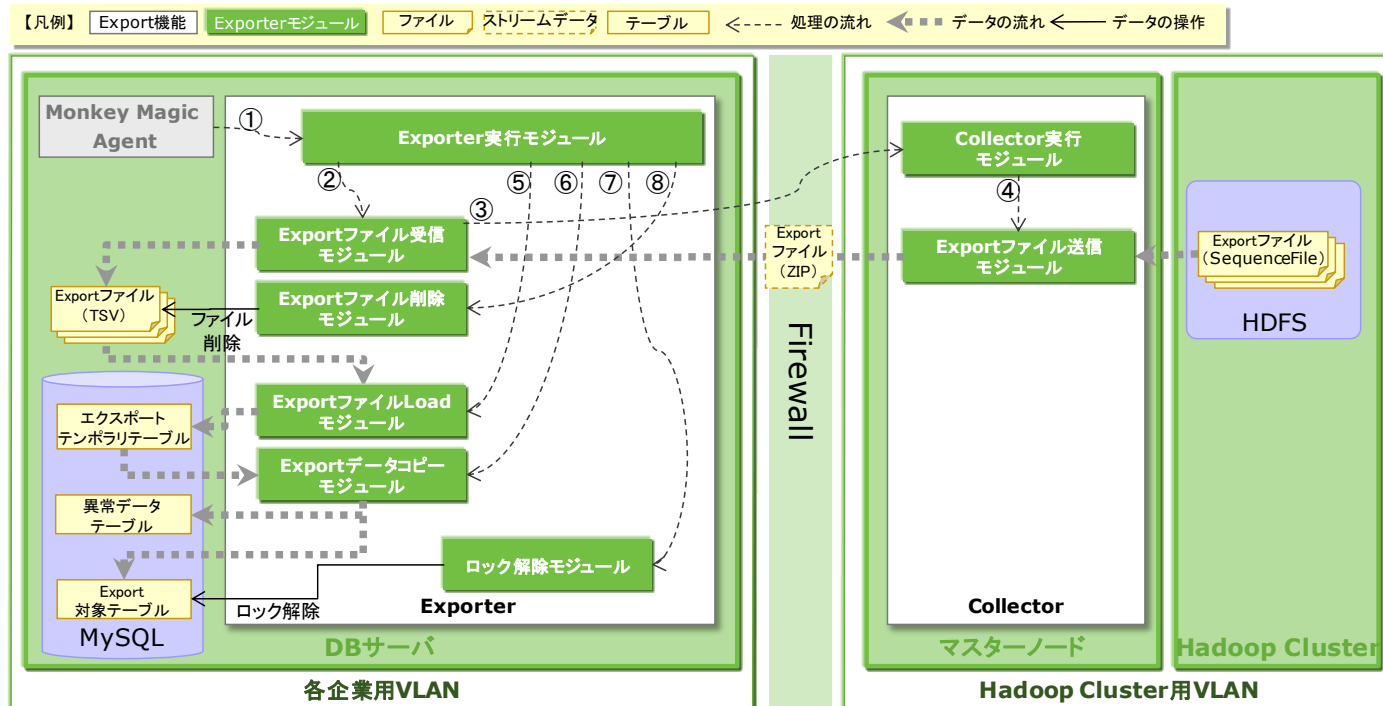 【凡例】 Export機能 Exporterモジュール ファイル ストリームデータ テーブル 処理の流れ データの流れ データの操作
Monkey Magic
Agent
①
Exporter実行モジュール
②
⑤
⑥
⑦
⑧
③
Exportファイル受信
モジュール
Exportファイル
（TSV）
Exportファイル削除
モジュール
ファイル
削除
ExportファイルLoad
モジュール
エクスポート
テンポラリテーブル
Exportデータコピー
モジュール
異常データ
テーブル
ロック解除モジュール
Export
対象テーブル
ロック解除
MySQL
Exporter
DBサーバ
各企業用VLAN
Export
ファイル
（ZIP）
Firewall
Collector実行
モジュール
④
Exportファイル送信
モジュール
Collector
マスターノード
Exportファイル
（SequenceFile）
HDFS
Hadoop Cluster
Hadoop Cluster用VLAN